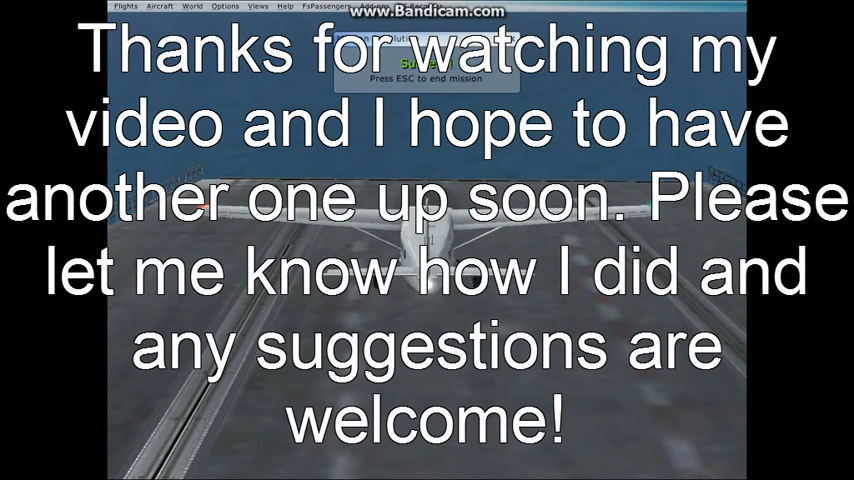 www.Bandicam.com
Flights Aircraft World Options Views Help FsPassengers
Thanks for watching my
Press ESC to end mission
video and I hope to have
another one up soon. Please
let me know how I did and
any suggestions are
welcome!